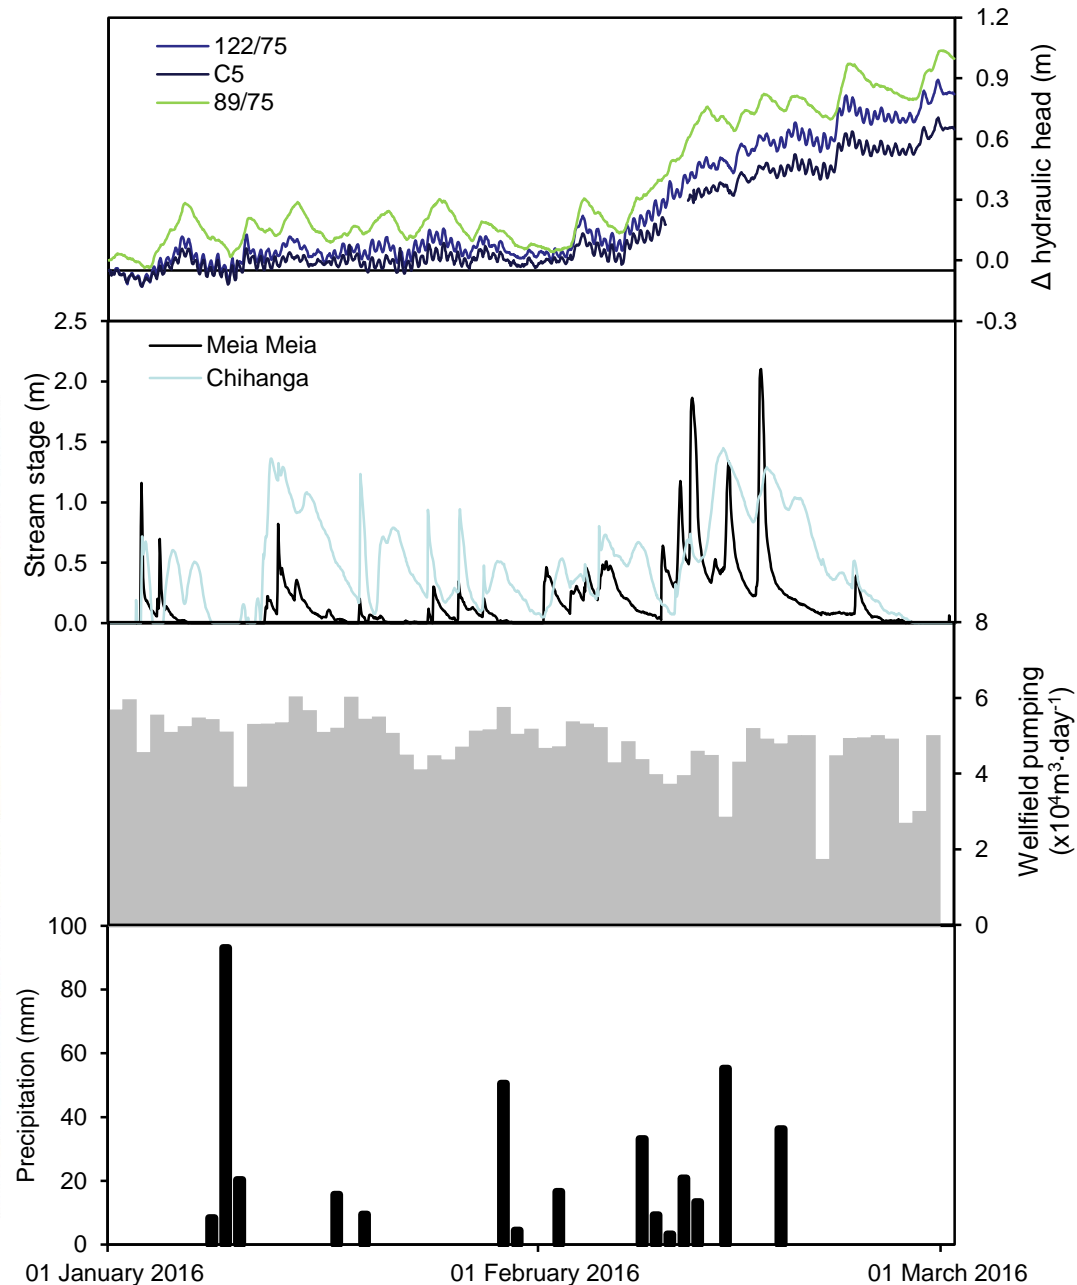 122/75
C5
89/75
1.2
0.9
0.6
0.3
0.0
-0.3
Δ hydraulic head (m)
Meia Meia
Chihanga
2.5
2.0
1.5
1.0
0.5
0.0
Stream stage (m)
8
6
4
2
0
Wellfield pumping
(x10⁴m³·day⁻¹)
100
80
60
40
20
0
Precipitation (mm)
01 January 2016
01 February 2016
01 March 2016